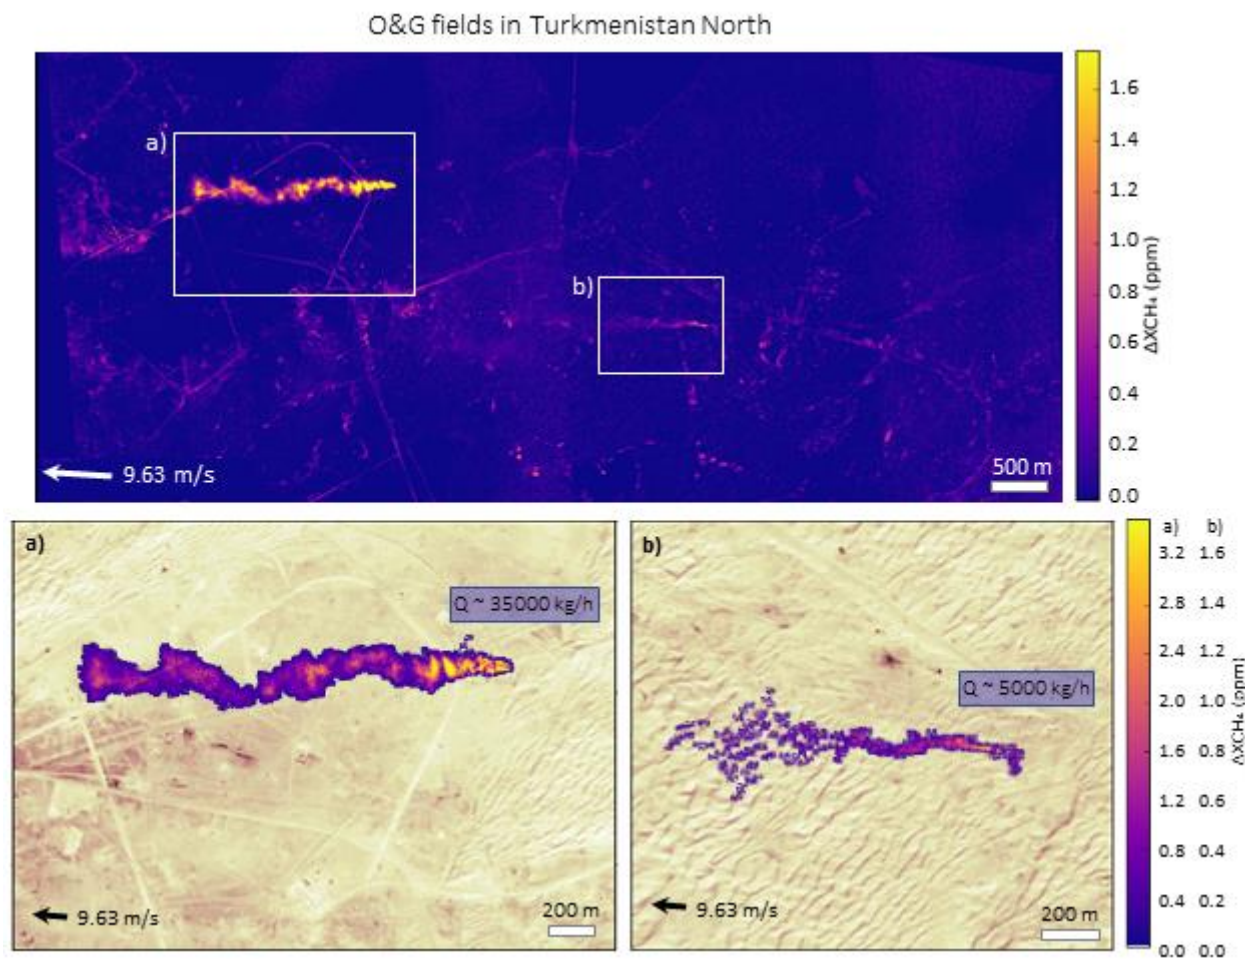 O&G fields in Turkmenistan North
a)
b)
9.63 m/s
500 m
1.6
1.4
1.2
1.0
0.8
0.6
0.4
0.2
0.0
ΔXCH₄ (ppm)
a)
Q ~ 35000 kg/h
9.63 m/s
200 m
b)
Q ~ 5000 kg/h
9.63 m/s
200 m
a) b)
3.2 1.6
2.8 1.4
2.4 1.2
2.0 1.0
1.6 0.8
1.2 0.6
0.8 0.4
0.4 0.2
0.0 0.0
ΔXCH₄ (ppm)